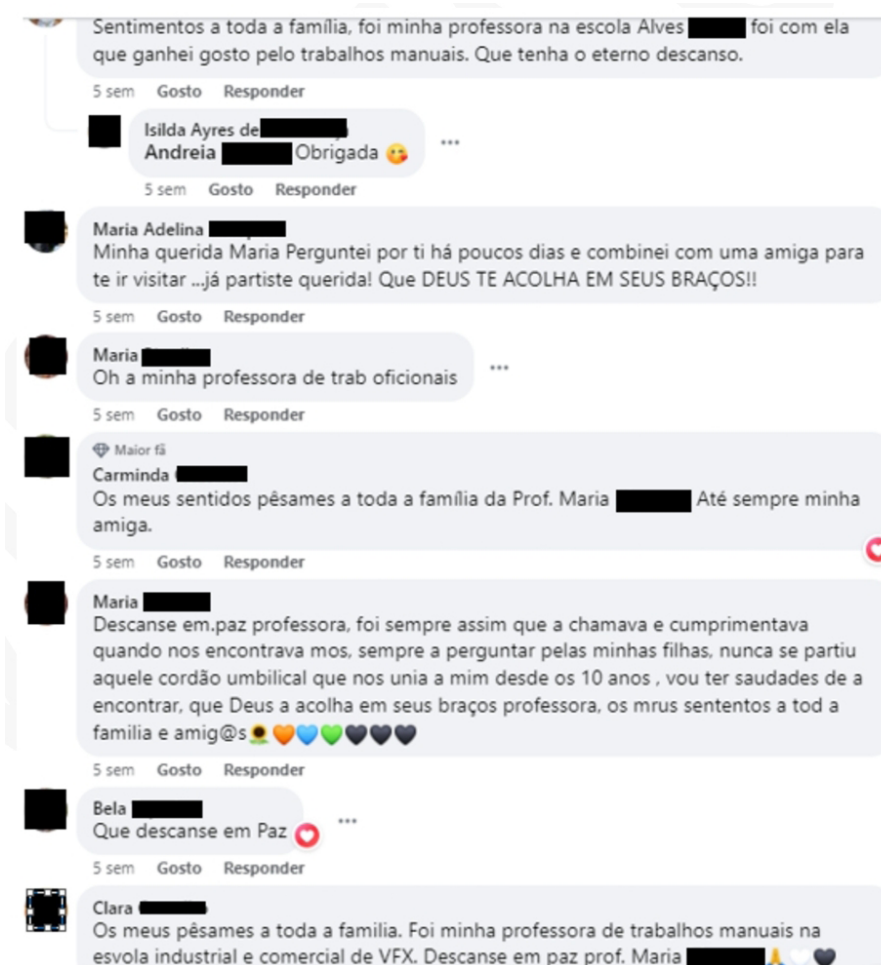 Sentimentos a toda a família, foi minha professora na escola Alves foi com ela
que ganhei gosto pelo trabalhos manuais. Que tenha o eterno descanso.
5 sem Gosto Responder
Isilda Ayres de
Andreia Obrigada 😘
5 sem Gosto Responder
Maria Adelina
Minha querida Maria Perguntei por ti há poucos dias e combinei com uma amiga para
te ir visitar ...já partiste querida! Que DEUS TE ACOLHA EM SEUS BRAÇOS!!
5 sem Gosto Responder
Maria
Oh a minha professora de trab oficionais
5 sem Gosto Responder
Maior fã
Carminda
Os meus sentidos pêsames a toda a família da Prof. Maria Até sempre minha
amiga.
5 sem Gosto Responder
Maria
Descanse em.paz professora, foi sempre assim que a chamava e cumprimentava
quando nos encontrava mos, sempre a perguntar pelas minhas filhas, nunca se partiu
aquele cordão umbilical que nos unia a mim desde os 10 anos , vou ter saudades de a
encontrar, que Deus a acolha em seus braços professora, os mrus sententos a tod a
familia e amig@s🌻🧡💙💚🖤🖤🖤
5 sem Gosto Responder
Bela
Que descanse em Paz
5 sem Gosto Responder
Clara
Os meus pêsames a toda a familia. Foi minha professora de trabalhos manuais na
esvola industrial e comercial de VFX. Descanse em paz prof. Maria 🙏🤍🖤